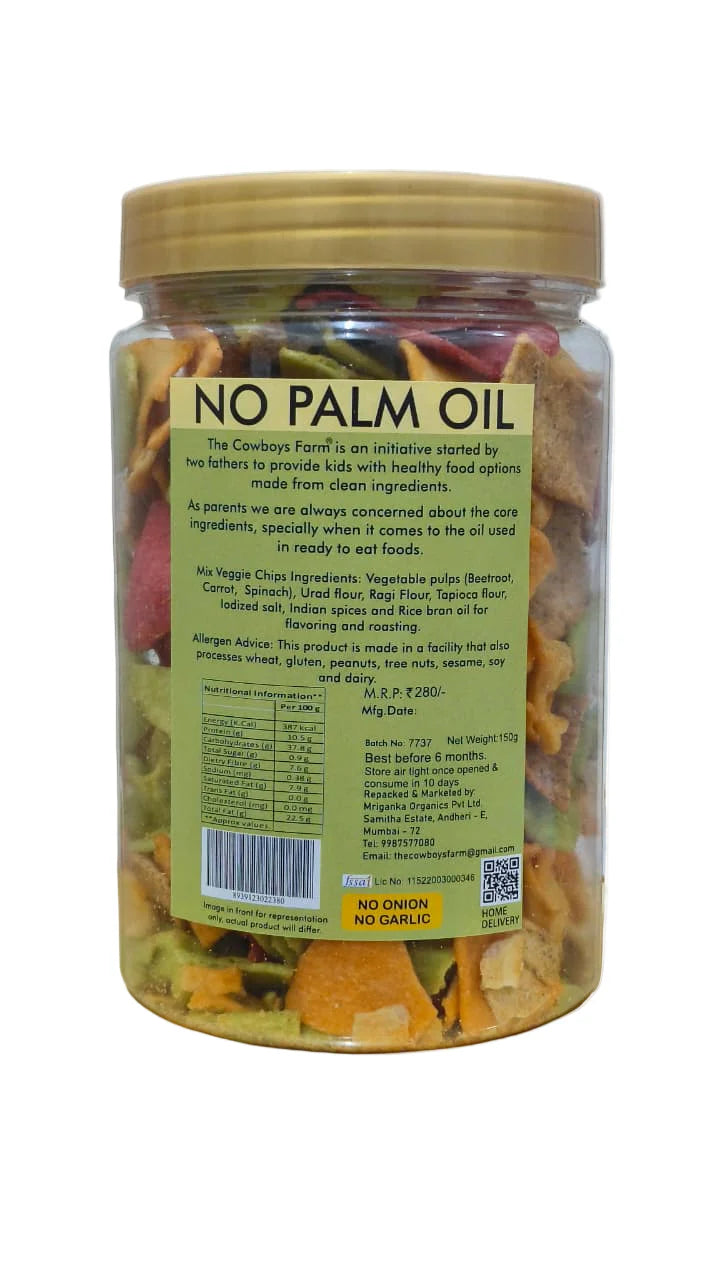 NO PALM OIL
The Cowboys Farm® is an initiative started by
two fathers to provide kids with healthy food options
made from clean ingredients.
As parents we are always concerned about the core
ingredients, specially when it comes to the oil used
in ready to eat foods.
Mix Veggie Chips Ingredients: Vegetable pulps (Beetroot,
Carrot, Spinach), Urad flour, Ragi Flour, Tapioca flour,
Iodized salt, Indian spices and Rice bran oil for
flavoring and roasting.
Allergen Advice: This product is made in a facility that also
processes wheat, gluten, peanuts, tree nuts, sesame, soy
and dairy.
Nutritional Information**
Per 100 g
Energy (K.Cal) 387 kcal
Protein (g) 10.5 g
Carbohydrates (g) 37.8 g
Total Sugar (g) 0.9 g
Dietry Fibre (g) 7.6 g
Sodium (mg) 0.38 g
Saturated Fat (g) 7.9 g
Trans Fat (g) 0.0 g
Cholesterol (mg) 0.0 mg
Total Fat (g) 22.5 g
**Approx values
8939123022380
Image in front for representation
only, actual product will differ.
M.R.P: ₹280/-
Mfg.Date:
Batch No: 7737 Net Weight:150g
Best before 6 months.
Store air tight once opened &
consume in 10 days
Repacked & Marketed by
Mriganka Organics Pvt Ltd.
Samitha Estate, Andheri - E,
Mumbai - 72
Tel: 9987577080
Email: thecowboysfarm@gmail.com
fssai Lic No: 11522003000346
NO ONION
NO GARLIC
HOME
DELIVERY